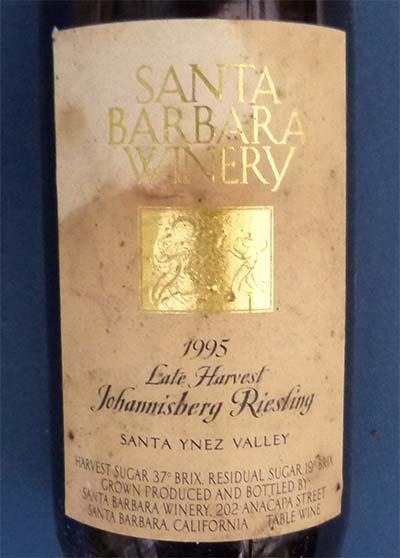 SANTA
BARBARA
WINERY
1995
Late Harvest
Johannisberg Riesling
SANTA YNEZ VALLEY
HARVEST SUGAR 37° BRIX, RESIDUAL SUGAR 19° BRIX
GROWN PRODUCED AND BOTTLED BY
SANTA BARBARA WINERY, 202 ANACAPA STREET
SANTA BARBARA, CALIFORNIA TABLE WINE